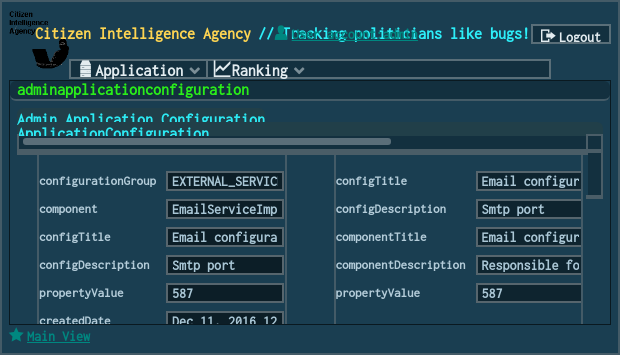 Citizen
Intelligence
Agency
Citizen Intelligence Agency // Tracking politicians like bugs!
Logout
Application
Ranking
adminapplicationconfiguration
Admin Application Configuration
ApplicationConfiguration
configurationGroup EXTERNAL_SERVIC
component EmailServiceImp
configTitle Email configura
configDescription Smtp port
propertyValue 587
createdDate Dec 11, 2016 12
configTitle Email configur
configDescription Smtp port
componentTitle Email configur
componentDescription Responsible fo
propertyValue 587
Main View